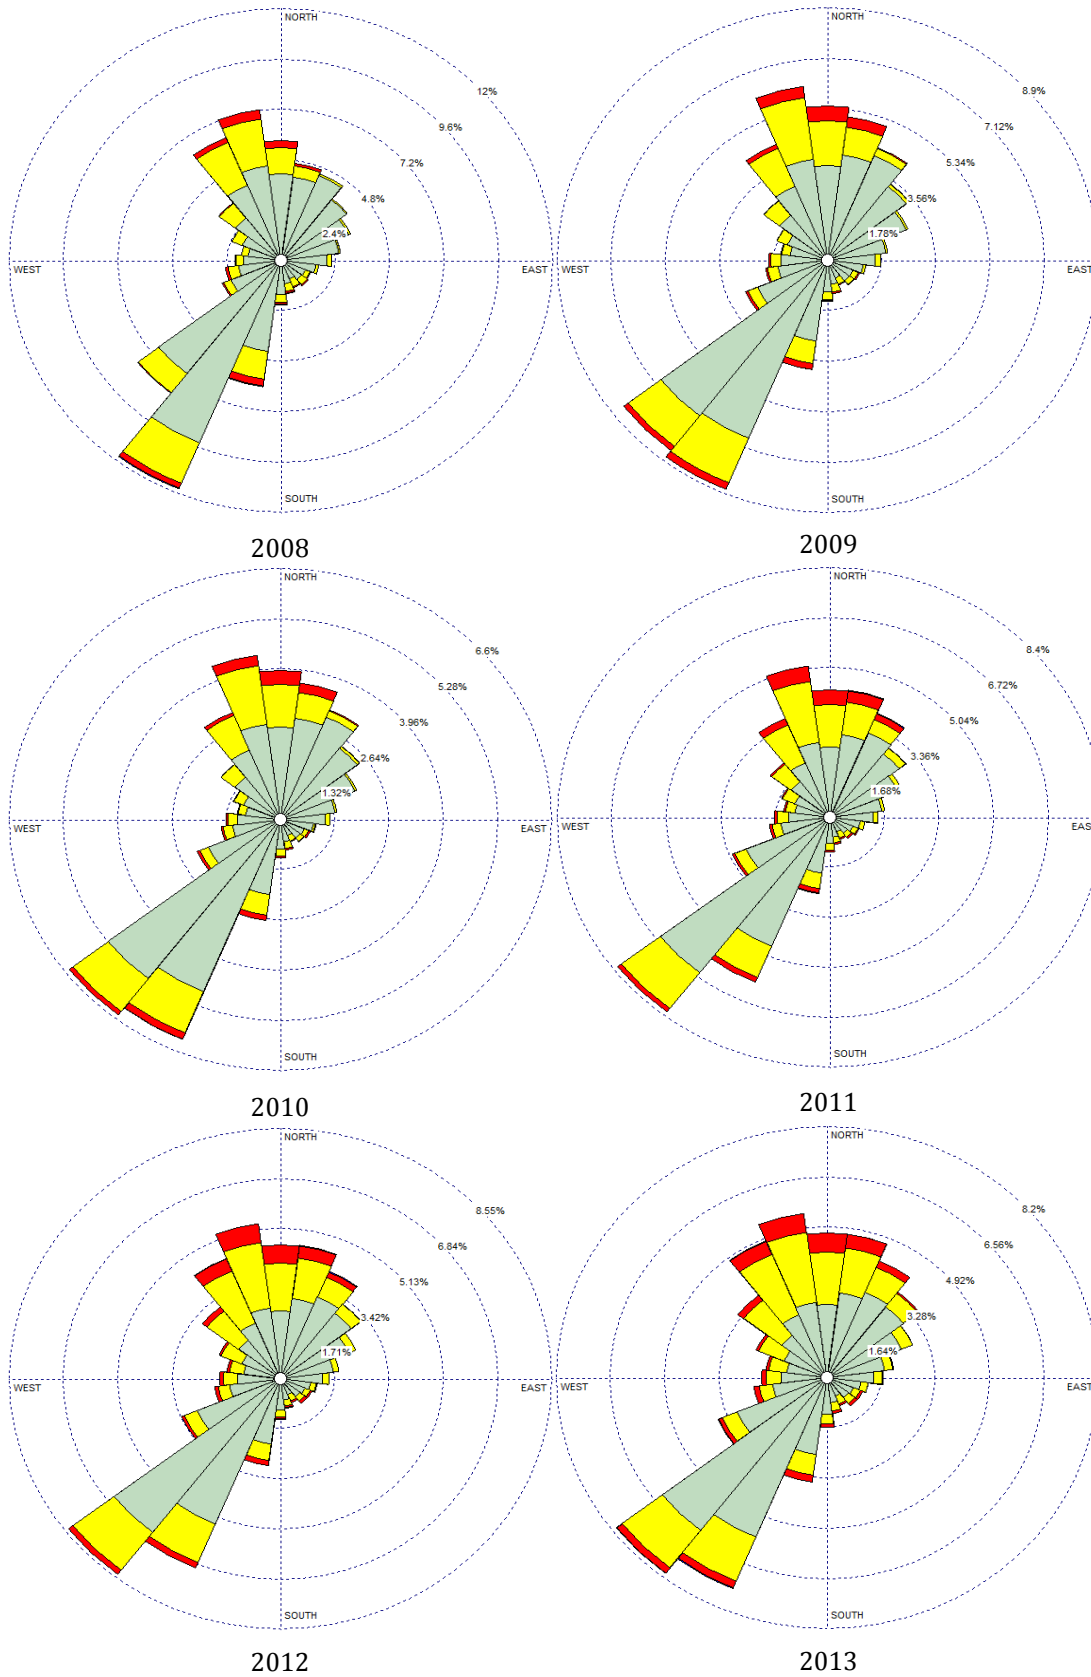 NORTH
12%
9.6%
7.2%
4.8%
2.4%
WEST
EAST
SOUTH
2008
NORTH
8.9%
7.12%
5.34%
3.56%
1.78%
WEST
EAST
SOUTH
2009
NORTH
6.6%
5.28%
3.96%
2.64%
1.32%
WEST
EAST
SOUTH
2010
NORTH
8.4%
6.72%
5.04%
3.36%
1.68%
WEST
EAST
SOUTH
2011
NORTH
8.55%
6.84%
5.13%
3.42%
1.71%
WEST
EAST
SOUTH
2012
NORTH
8.2%
6.56%
4.92%
3.28%
1.64%
WEST
EAST
SOUTH
2013